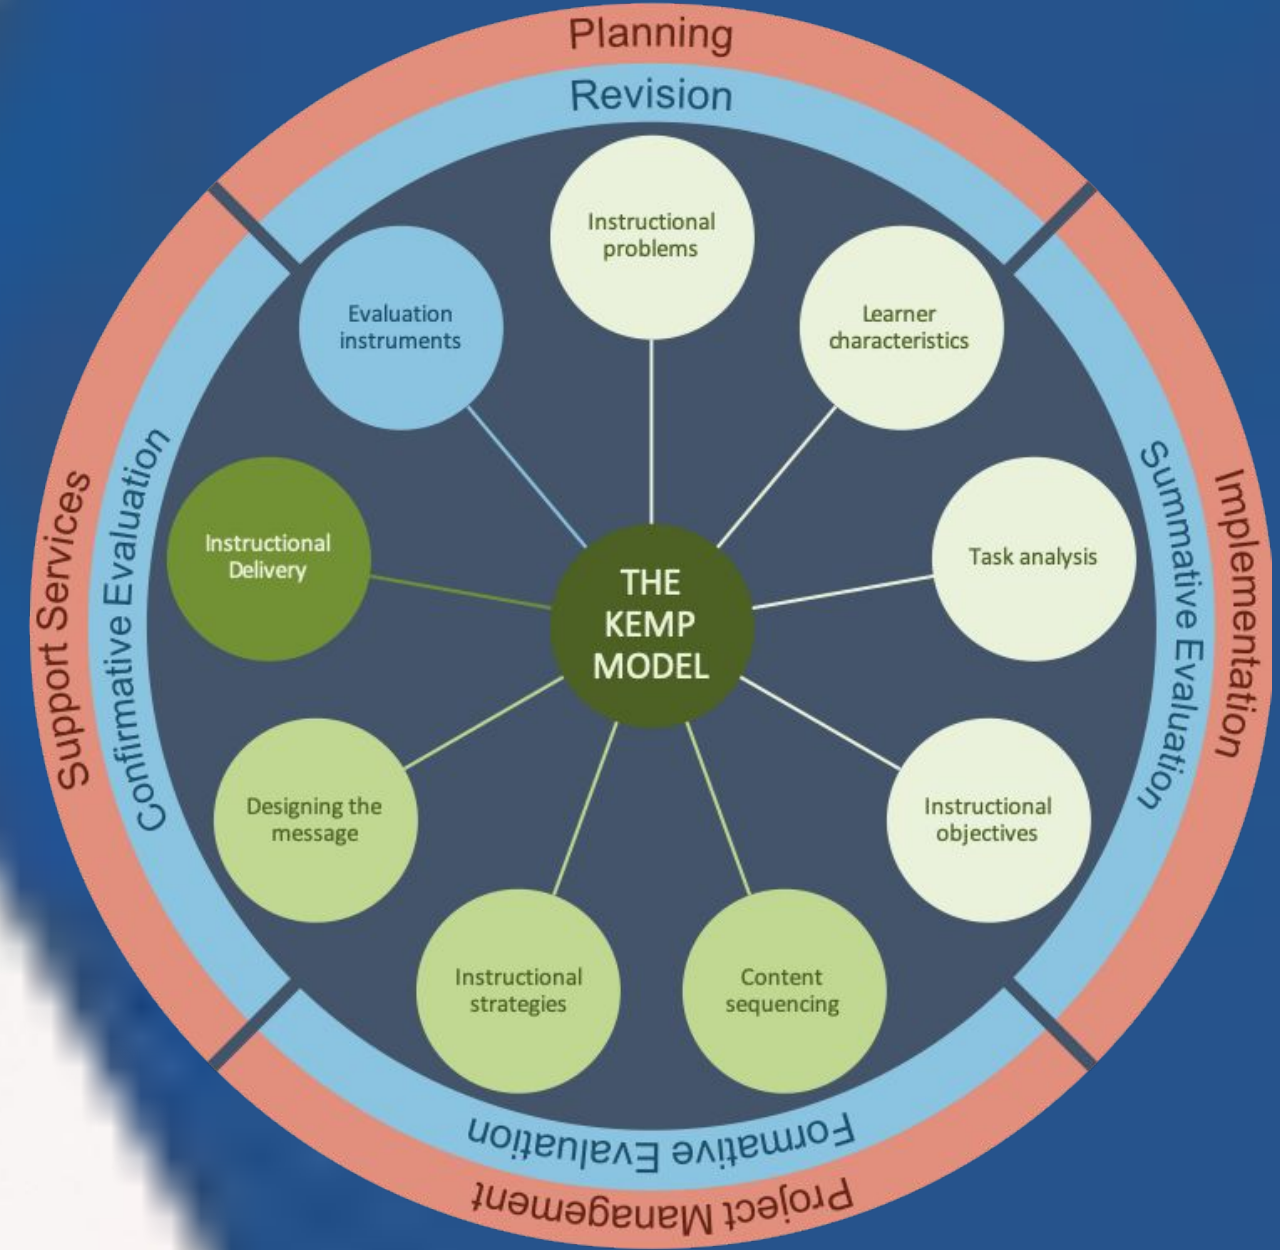 Planning
Revision
Instructional
problems
Learner
characteristics
Task analysis
Instructional
objectives
Content
sequencing
Instructional
strategies
Designing the
message
Instructional
Delivery
Evaluation
instruments
THE
KEMP
MODEL
Summative Evaluation
Implementation
Formative Evaluation
Project Management
Confirmative Evaluation
Support Services